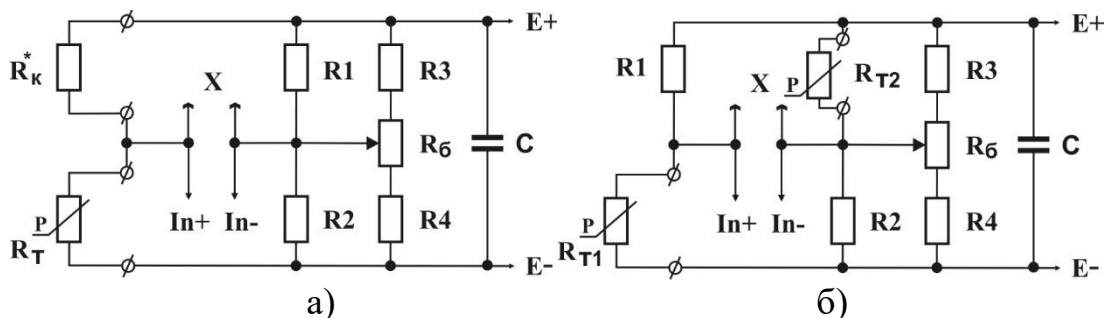 E+
R*к
X
R1
R3
Rб
C
P
RТ
In+
In-
R2
R4
E-
а)
E+
R1
X
P
RТ2
R3
Rб
C
P
RТ1
In+
In-
R2
R4
E-
б)